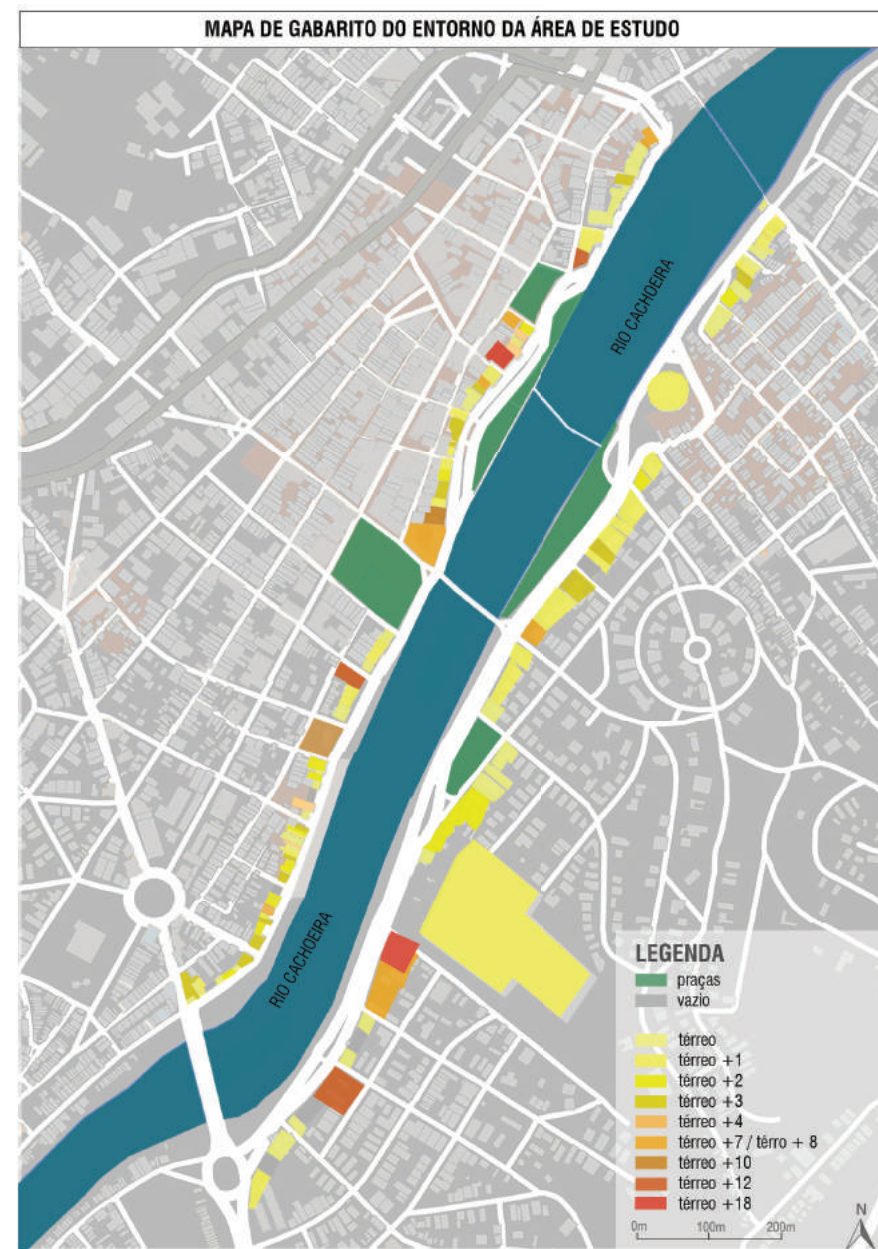 MAPA DE GABARITO DO ENTORNO DA ÁREA DE ESTUDO
RIO CACHOEIRA
RIO CACHOEIRA
LEGENDA
praças
vazio
térreo
térreo +1
térreo +2
térreo +3
térreo +4
térreo +7 / térro + 8
térreo +10
térreo +12
térreo +18
0m 100m 200m
N